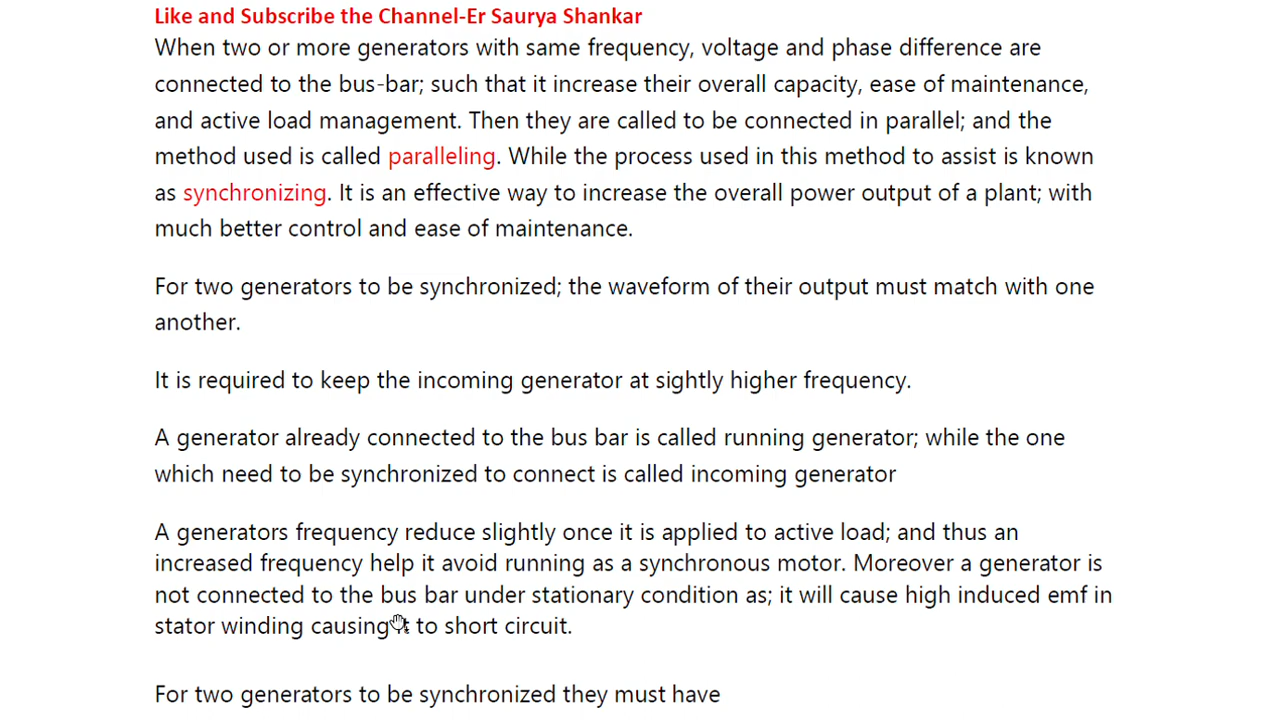 Like and Subscribe the Channel-Er Saurya Shankar
When two or more generators with same frequency, voltage and phase difference are
connected to the bus-bar; such that it increase their overall capacity, ease of maintenance,
and active load management. Then they are called to be connected in parallel; and the
method used is called paralleling. While the process used in this method to assist is known
as synchronizing. It is an effective way to increase the overall power output of a plant; with
much better control and ease of maintenance.
For two generators to be synchronized; the waveform of their output must match with one
another.
It is required to keep the incoming generator at sightly higher frequency.
A generator already connected to the bus bar is called running generator; while the one
which need to be synchronized to connect is called incoming generator
A generators frequency reduce slightly once it is applied to active load; and thus an
increased frequency help it avoid running as a synchronous motor. Moreover a generator is
not connected to the bus bar under stationary condition as; it will cause high induced emf in
stator winding causing it to short circuit.
For two generators to be synchronized they must have